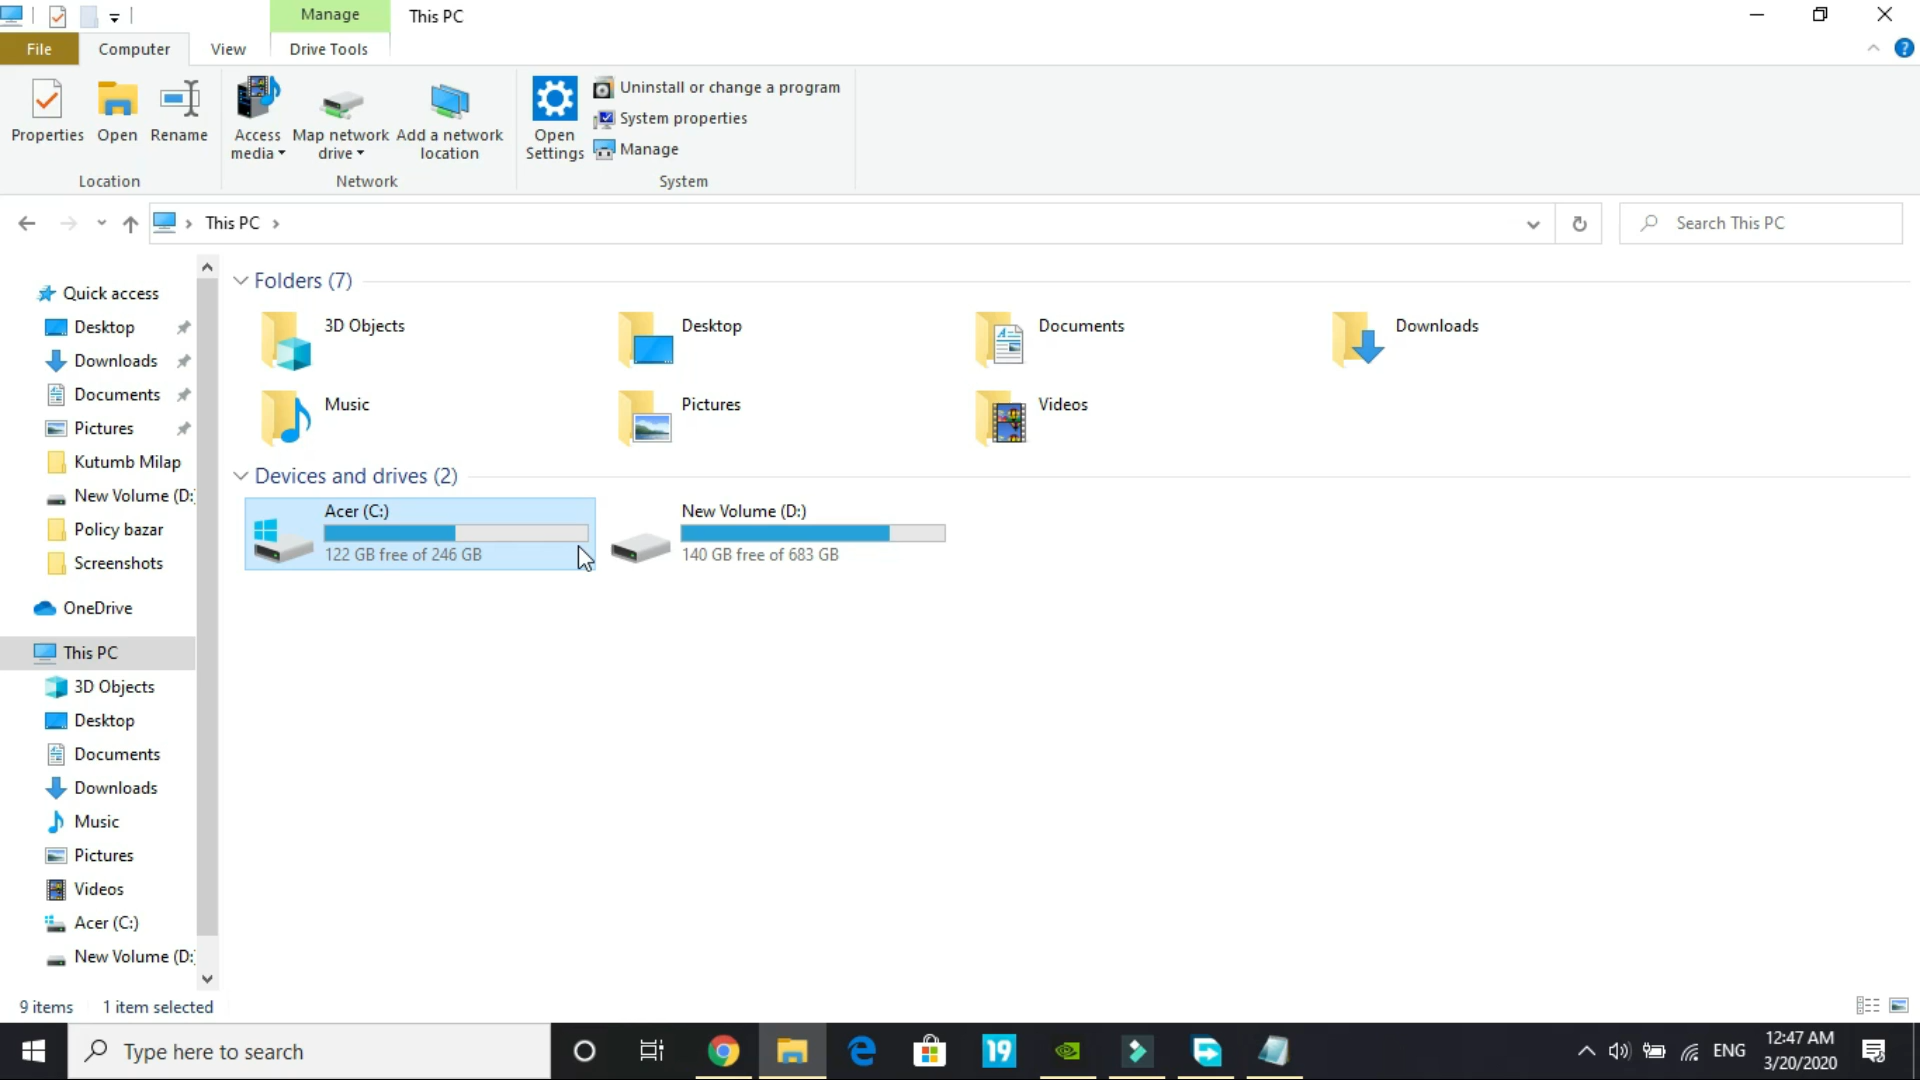 Manage
This PC
File
Computer
View
Drive Tools
Properties
Open
Rename
Access
media
Map network
drive
Add a network
location
Open
Settings
Uninstall or change a program
System properties
Manage
Location
Network
System
This PC
Search This PC
Quick access
Desktop
Downloads
Documents
Pictures
Kutumb Milap
New Volume (D:
Policy bazar
Screenshots
OneDrive
This PC
3D Objects
Desktop
Documents
Downloads
Music
Pictures
Videos
Acer (C:)
New Volume (D:
Folders (7)
3D Objects
Desktop
Documents
Downloads
Music
Pictures
Videos
Devices and drives (2)
Acer (C:)
122 GB free of 246 GB
New Volume (D:)
140 GB free of 683 GB
9 items
1 item selected
Type here to search
19
ENG
12:47 AM
3/20/2020